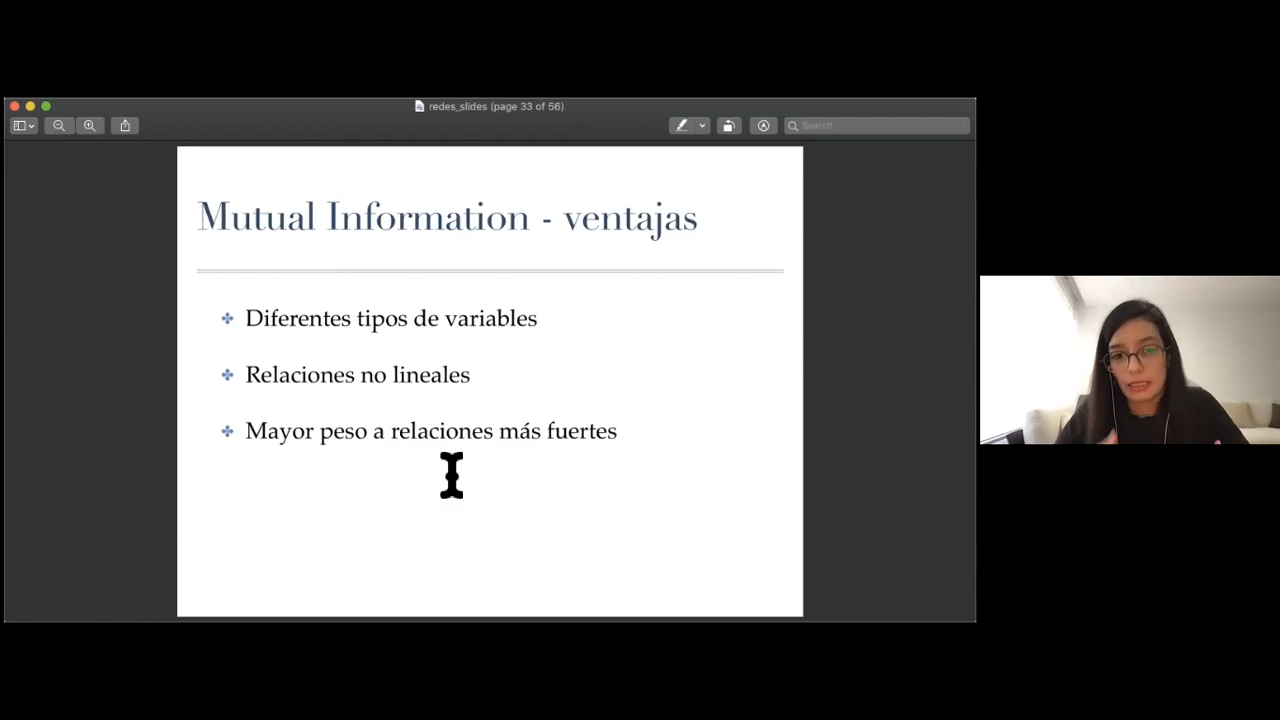 redes_slides (page 33 of 56)
Search
Mutual Information - ventajas
Diferentes tipos de variables
Relaciones no lineales
Mayor peso a relaciones más fuertes